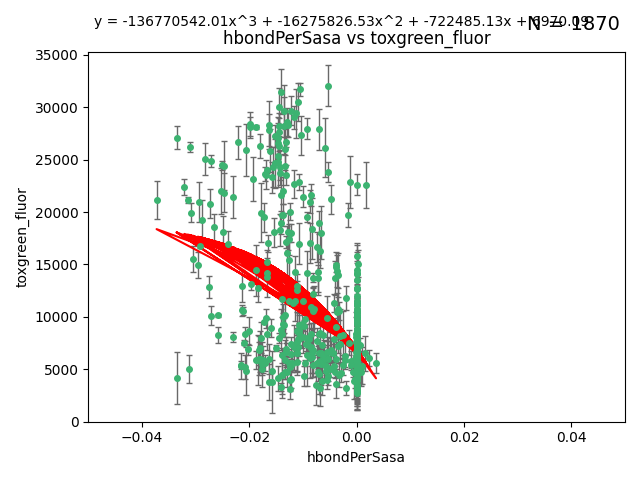 y = -136770542.01x^3 + -16275826.53x^2 + -722485.13x + 6970.09
N = 1870
hbondPerSasa vs toxgreen_fluor
35000
30000
25000
20000
15000
10000
5000
0
toxgreen_fluor
−0.04
−0.02
0.00
0.02
0.04
hbondPerSasa